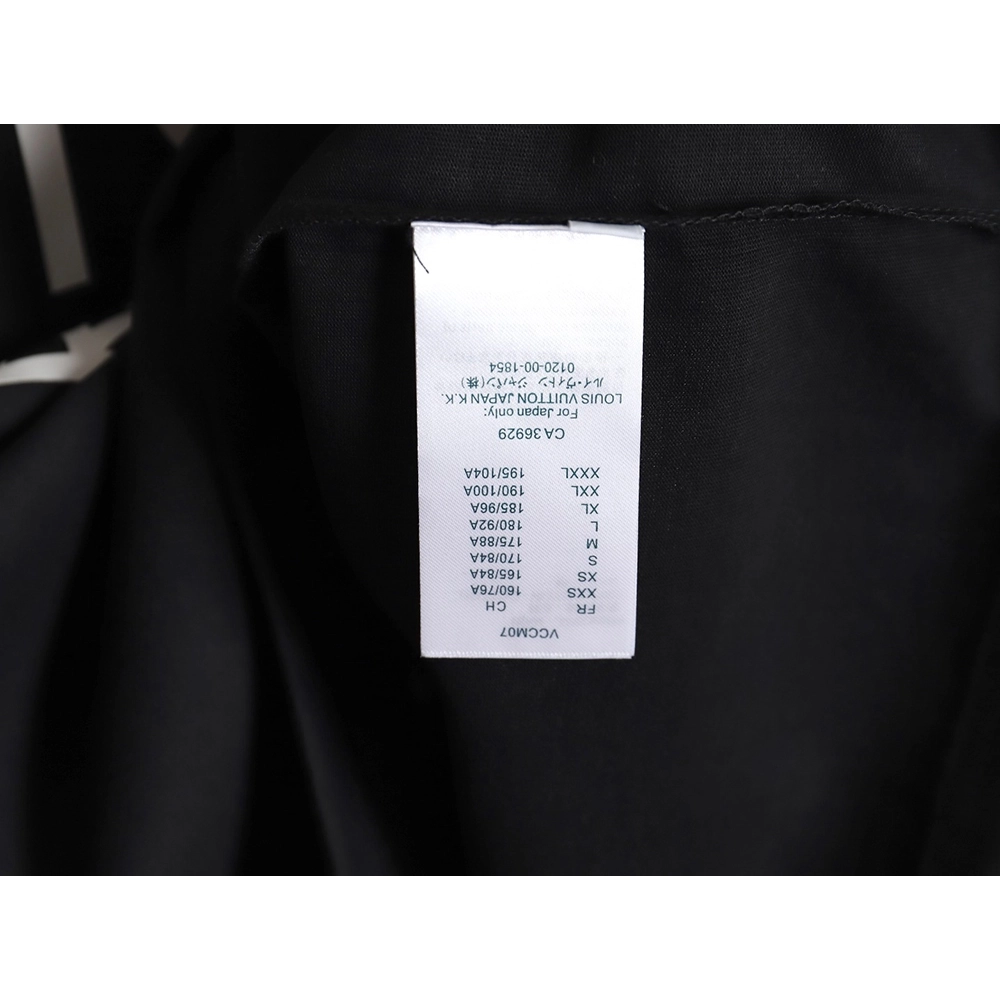 VCCM07
FR CH
XXS 160/76A
XS 165/84A
S 170/84A
M 175/88A
L 180/92A
XL 185/96A
XXL 190/100A
XXXL 195/104A
CA 36929
For Japan only:
LOUIS VUITTON JAPAN K.K.
ルイ・ヴィトン ジャパン(株)
0120-00-1854